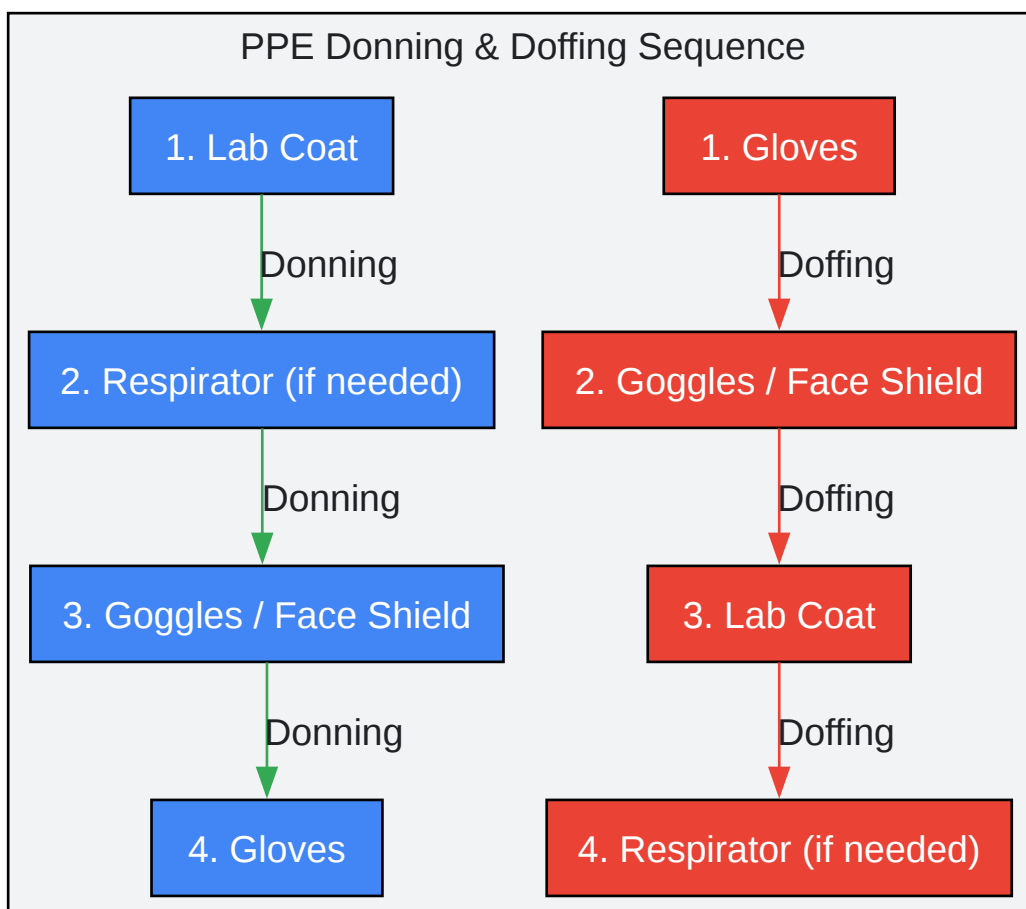 PPE Donning & Doffing Sequence
1. Lab Coat
Donning
2. Respirator (if needed)
Donning
3. Goggles / Face Shield
Donning
4. Gloves
1. Gloves
Doffing
2. Goggles / Face Shield
Doffing
3. Lab Coat
Doffing
4. Respirator (if needed)